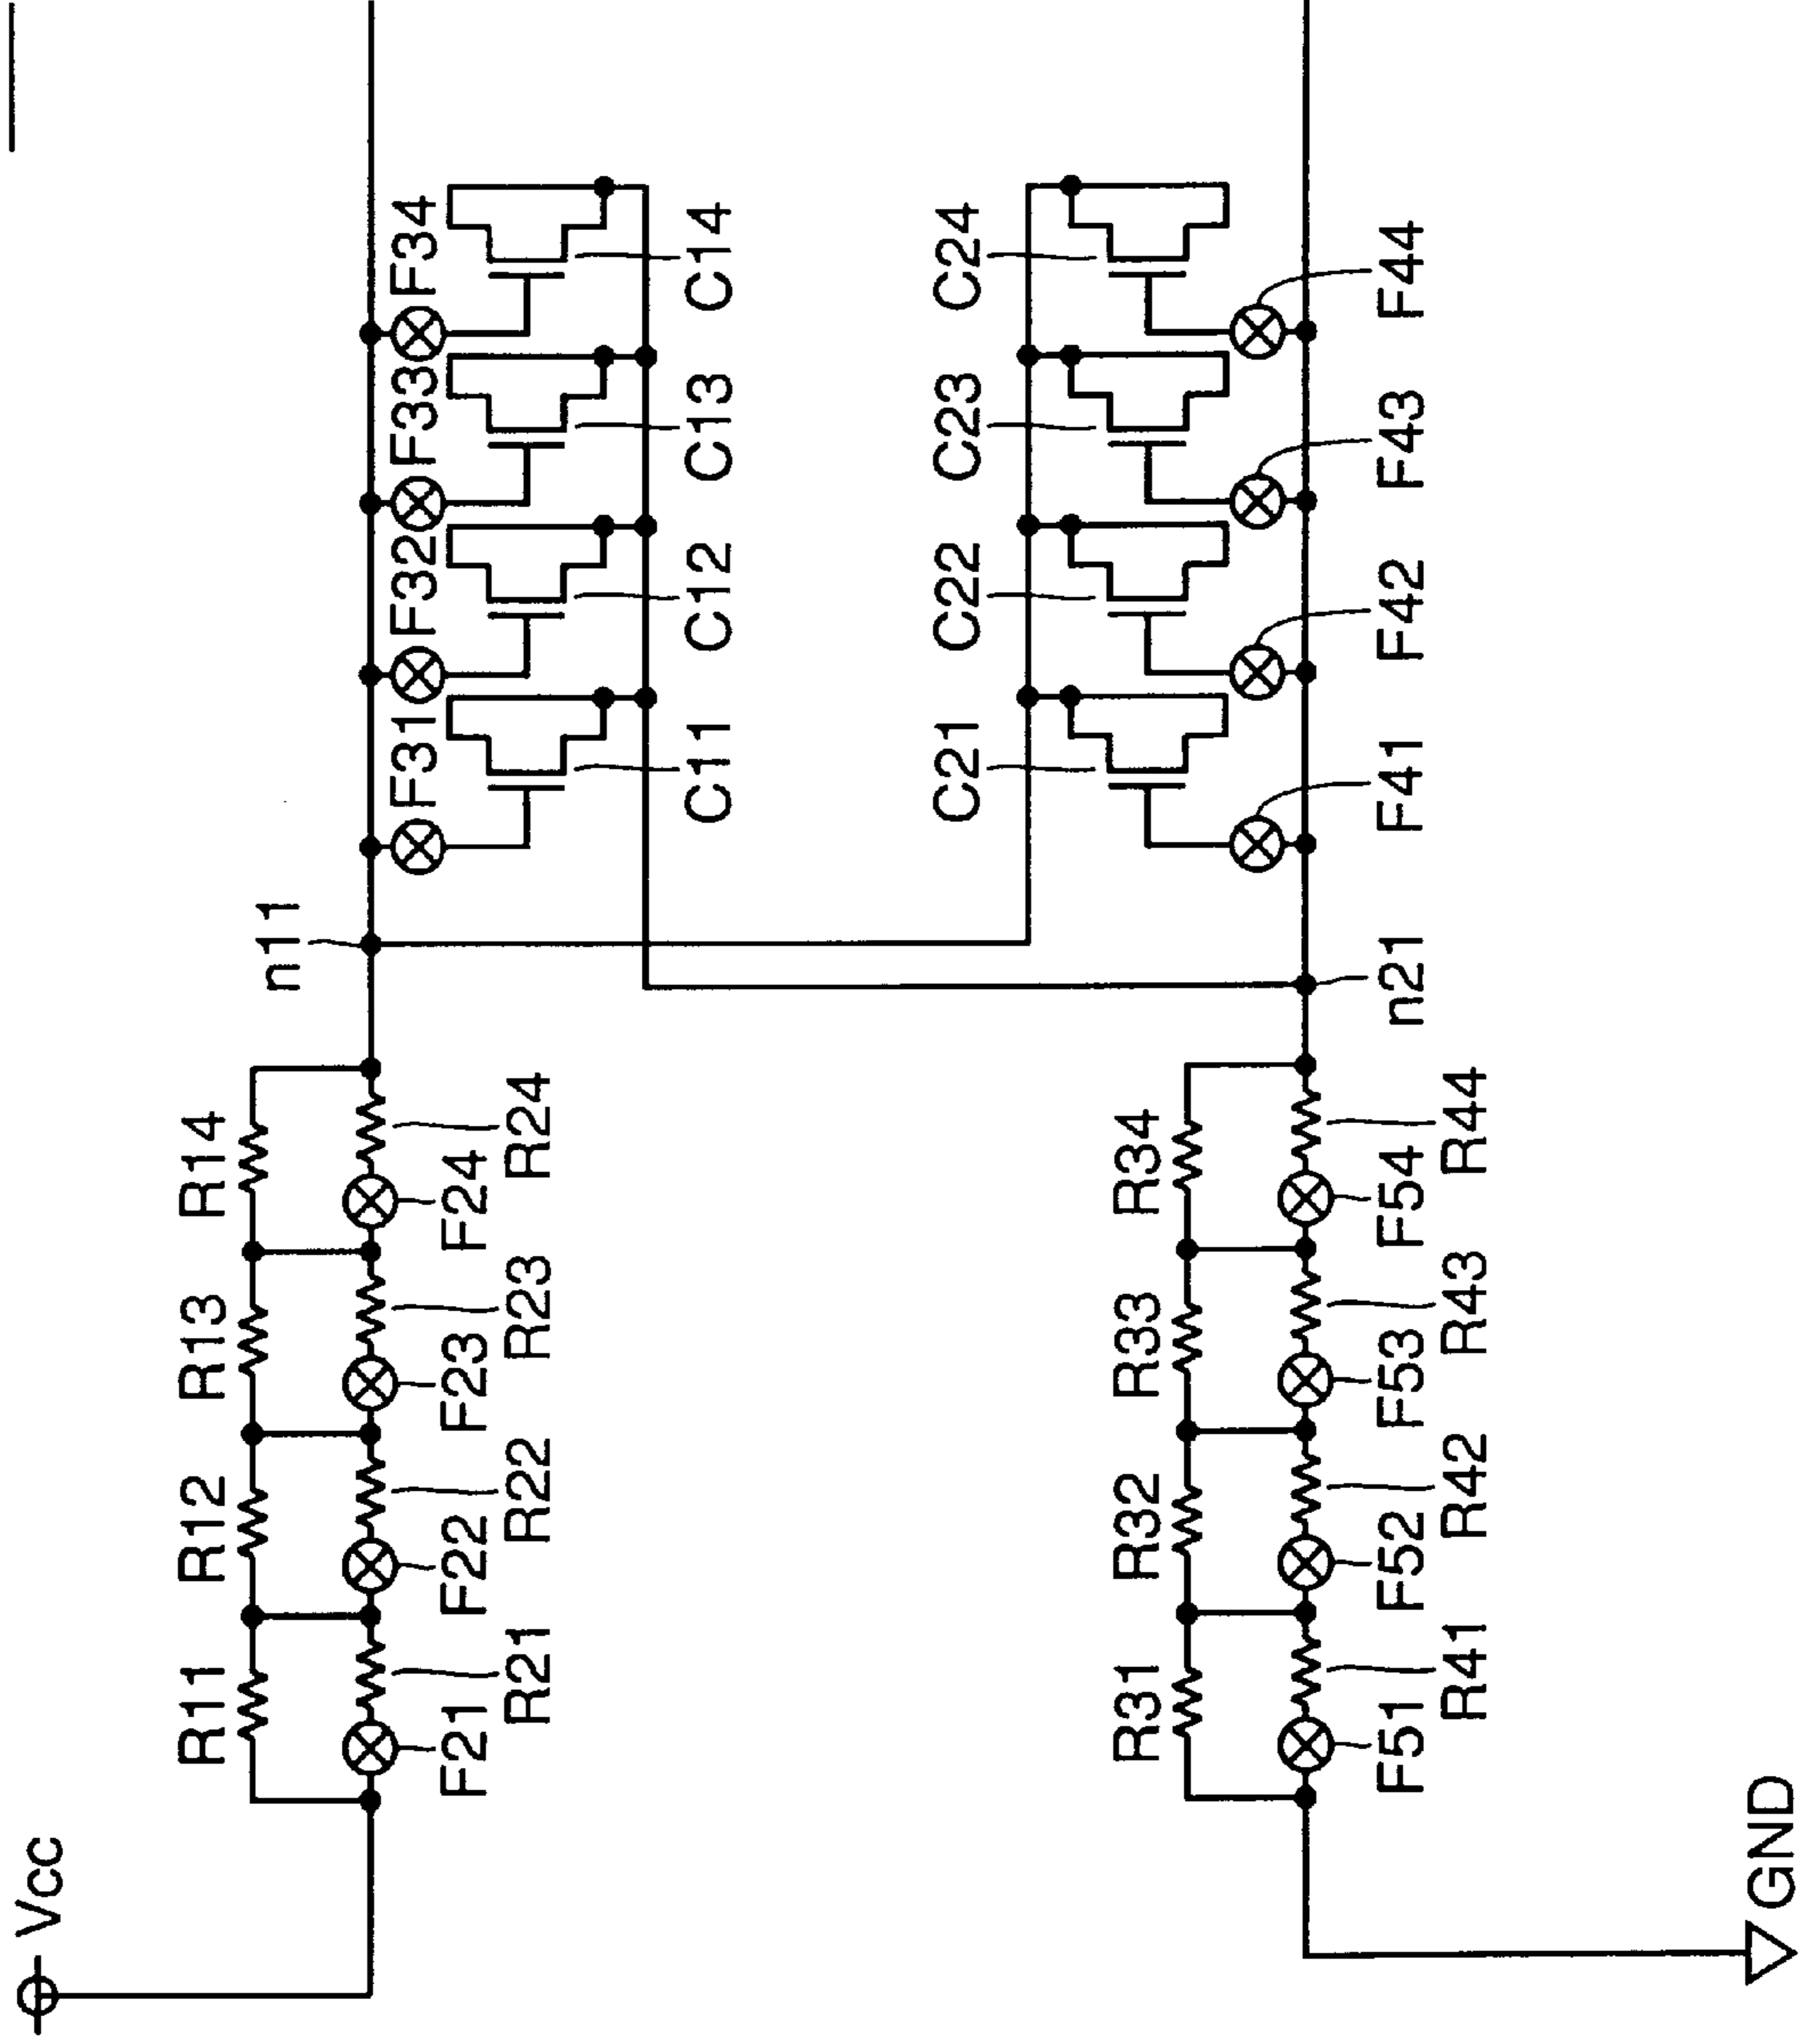 Vcc
R11 R12 R13 R14
F21 F22 F23 F24
R21 R22 R23 R24
n11
F31 F32 F33 F34
C11 C12 C13 C14
C21 C22 C23 C24
F41 F42 F43 F44
n21
R31 R32 R33 R34
F51 F52 F53 F54
R41 R42 R43 R44
GND